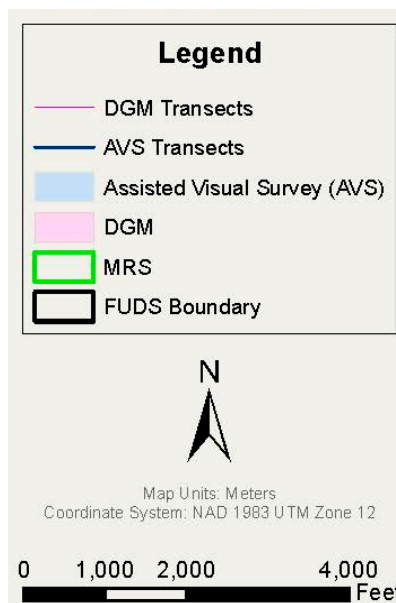 Legend
DGM Transects
AVS Transects
Assisted Visual Survey (AVS)
DGM
MRS
FUDS Boundary
N
Map Units: Meters
Coordinate System: NAD 1983 UTM Zone 12
0 1,000 2,000 4,000
Feet